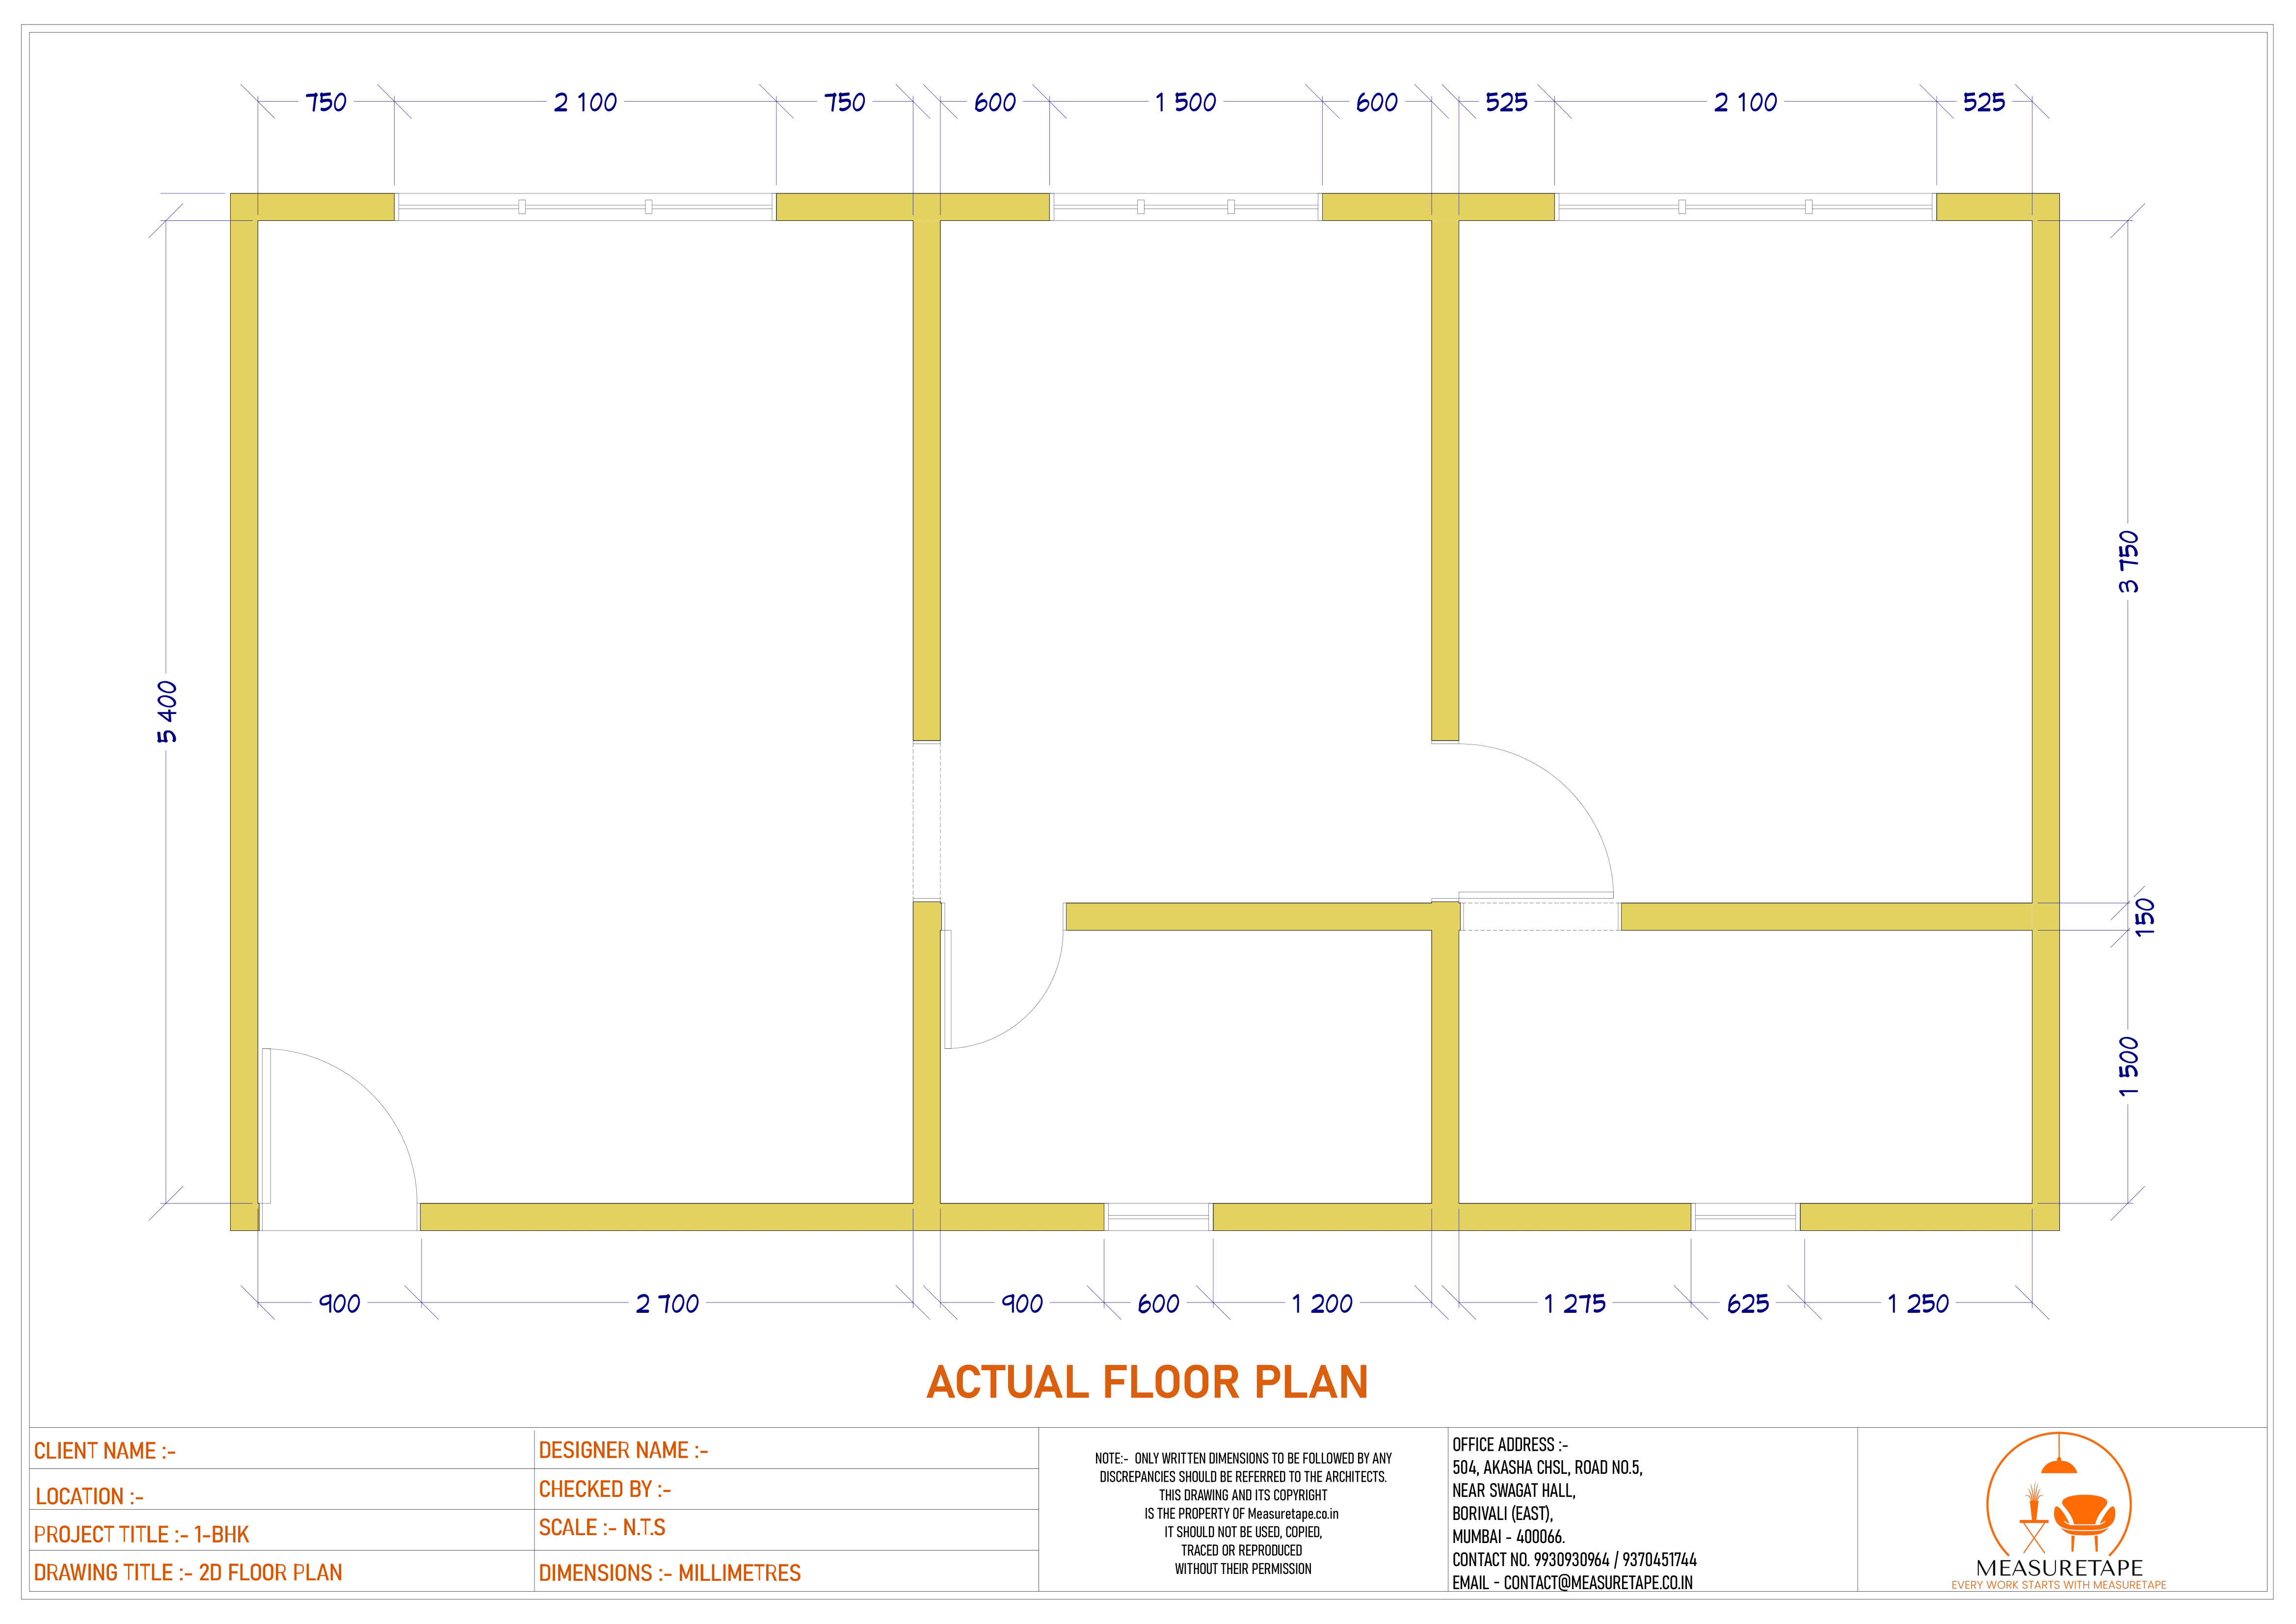 750 2 100 750 600 1 500 600 525 2 100 525
5 400
3 750
150
1 500
900 2 700 900 600 1 200 1 275 625 1 250
ACTUAL FLOOR PLAN
CLIENT NAME :-
LOCATION :-
PROJECT TITLE :- 1-BHK
DRAWING TITLE :- 2D FLOOR PLAN
DESIGNER NAME :-
CHECKED BY :-
SCALE :- N.T.S
DIMENSIONS :- MILLIMETRES
NOTE:- ONLY WRITTEN DIMENSIONS TO BE FOLLOWED BY ANY
DISCREPANCIES SHOULD BE REFERRED TO THE ARCHITECTS.
THIS DRAWING AND ITS COPYRIGHT
IS THE PROPERTY OF Measuretape.co.in
IT SHOULD NOT BE USED, COPIED,
TRACED OR REPRODUCED
WITHOUT THEIR PERMISSION
OFFICE ADDRESS :-
504, AKASHA CHSL, ROAD NO.5,
NEAR SWAGAT HALL,
BORIVALI (EAST),
MUMBAI - 400066.
CONTACT NO. 9930930964 / 9370451744
EMAIL - CONTACT@MEASURETAPE.CO.IN
MEASURETAPE
EVERY WORK STARTS WITH MEASURETAPE